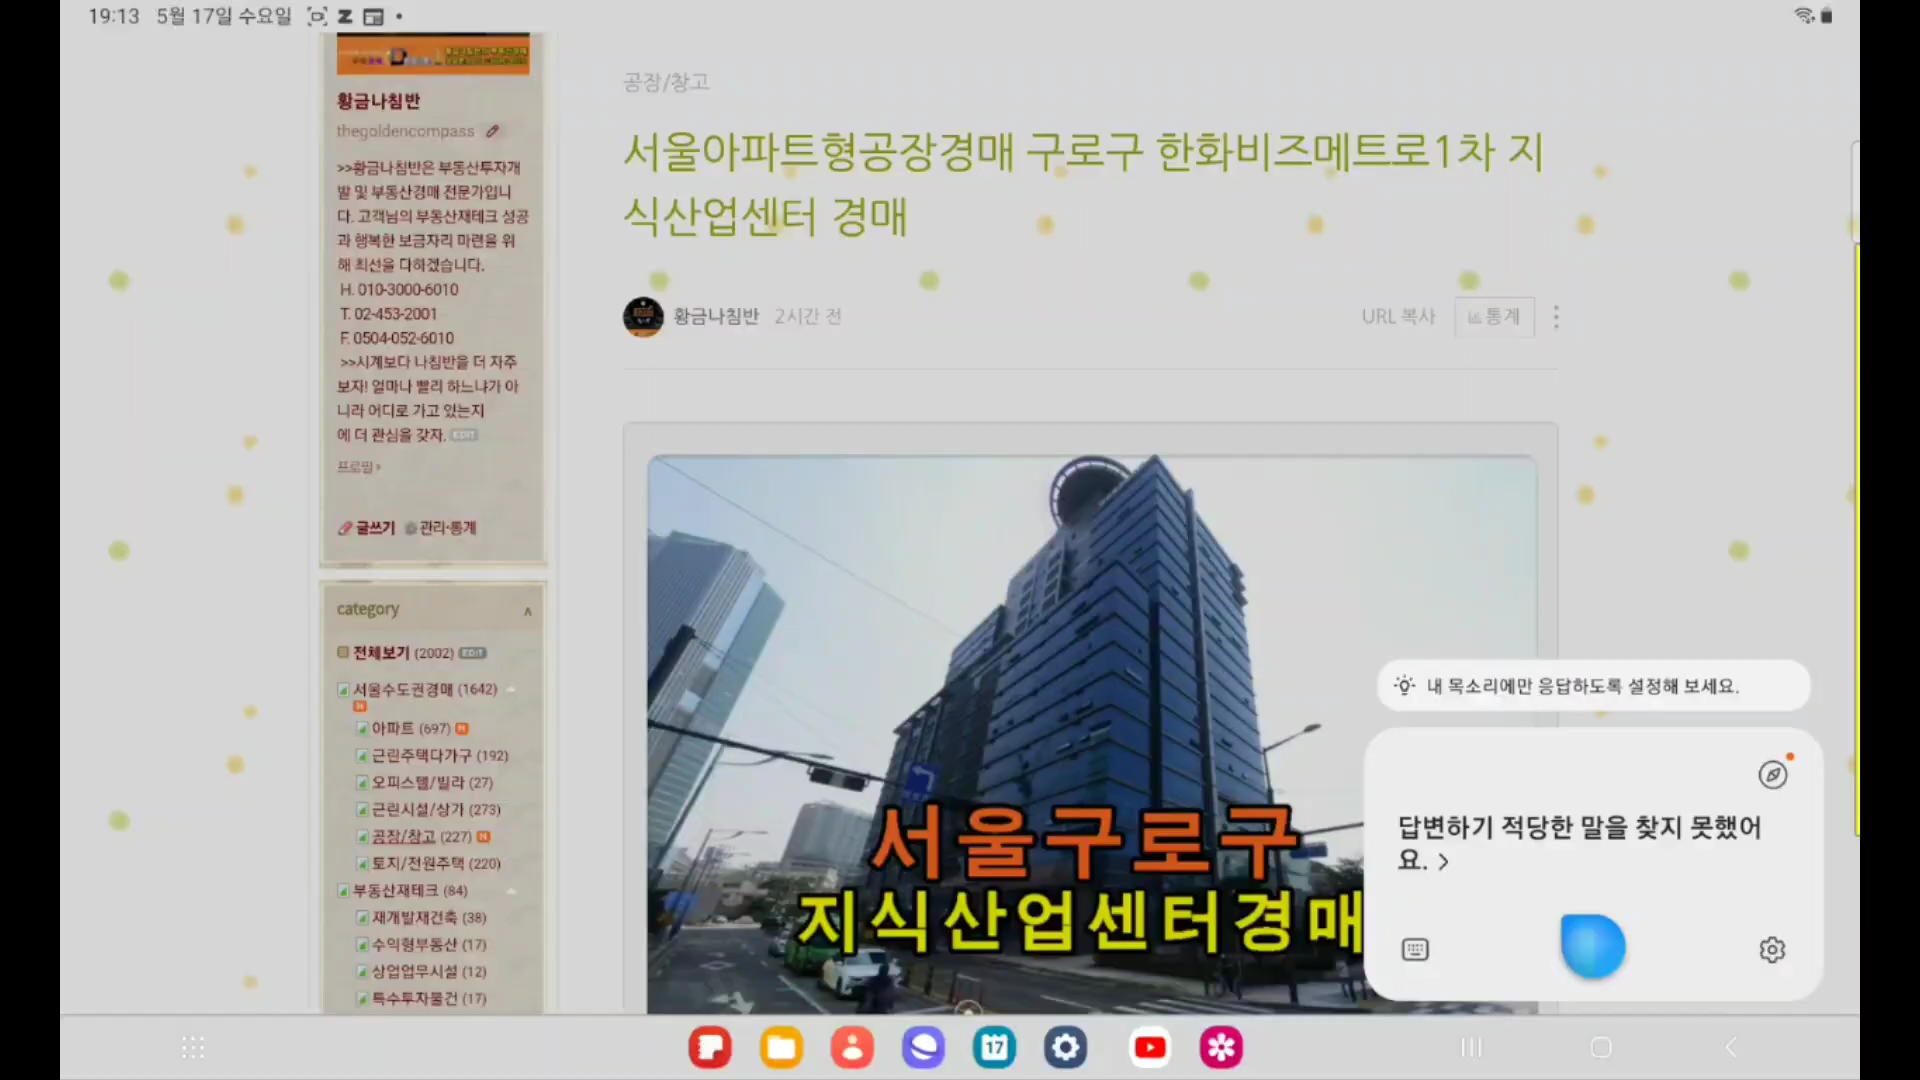 19:13 5월 17일 수요일
황금나침반
thegoldencompass
>>황금나침반은 부동산투자개
발 및 부동산경매 전문가입니
다. 고객님의 부동산재테크 성공
과 행복한 보금자리 마련을 위
해 최선을 다하겠습니다.
H. 010-3000-6010
T. 02-453-2001
F. 0504-052-6010
>>시계보다 나침반을 더 자주
보자! 얼마나 빨리 하느냐가 아
니라 어디로 가고 있는지
에 더 관심을 갖자. EDIT
프로필 >
글쓰기 관리·통계
category
전체보기 (2002) EDIT
서울수도권경매 (1642)
N
아파트 (697) N
근린주택다가구 (192)
오피스텔/빌라 (27)
근린시설/상가 (273)
공장/창고 (227) N
토지/전원주택 (220)
부동산재테크 (84)
재개발재건축 (38)
수익형부동산 (17)
상업업무시설 (12)
특수투자물건 (17)
공장/창고
서울아파트형공장경매 구로구 한화비즈메트로1차 지
식산업센터 경매
황금나침반 2시간 전
URL 복사 통계
서울구로구
지식산업센터경매
내 목소리에만 응답하도록 설정해 보세요.
답변하기 적당한 말을 찾지 못했어
요. >
17